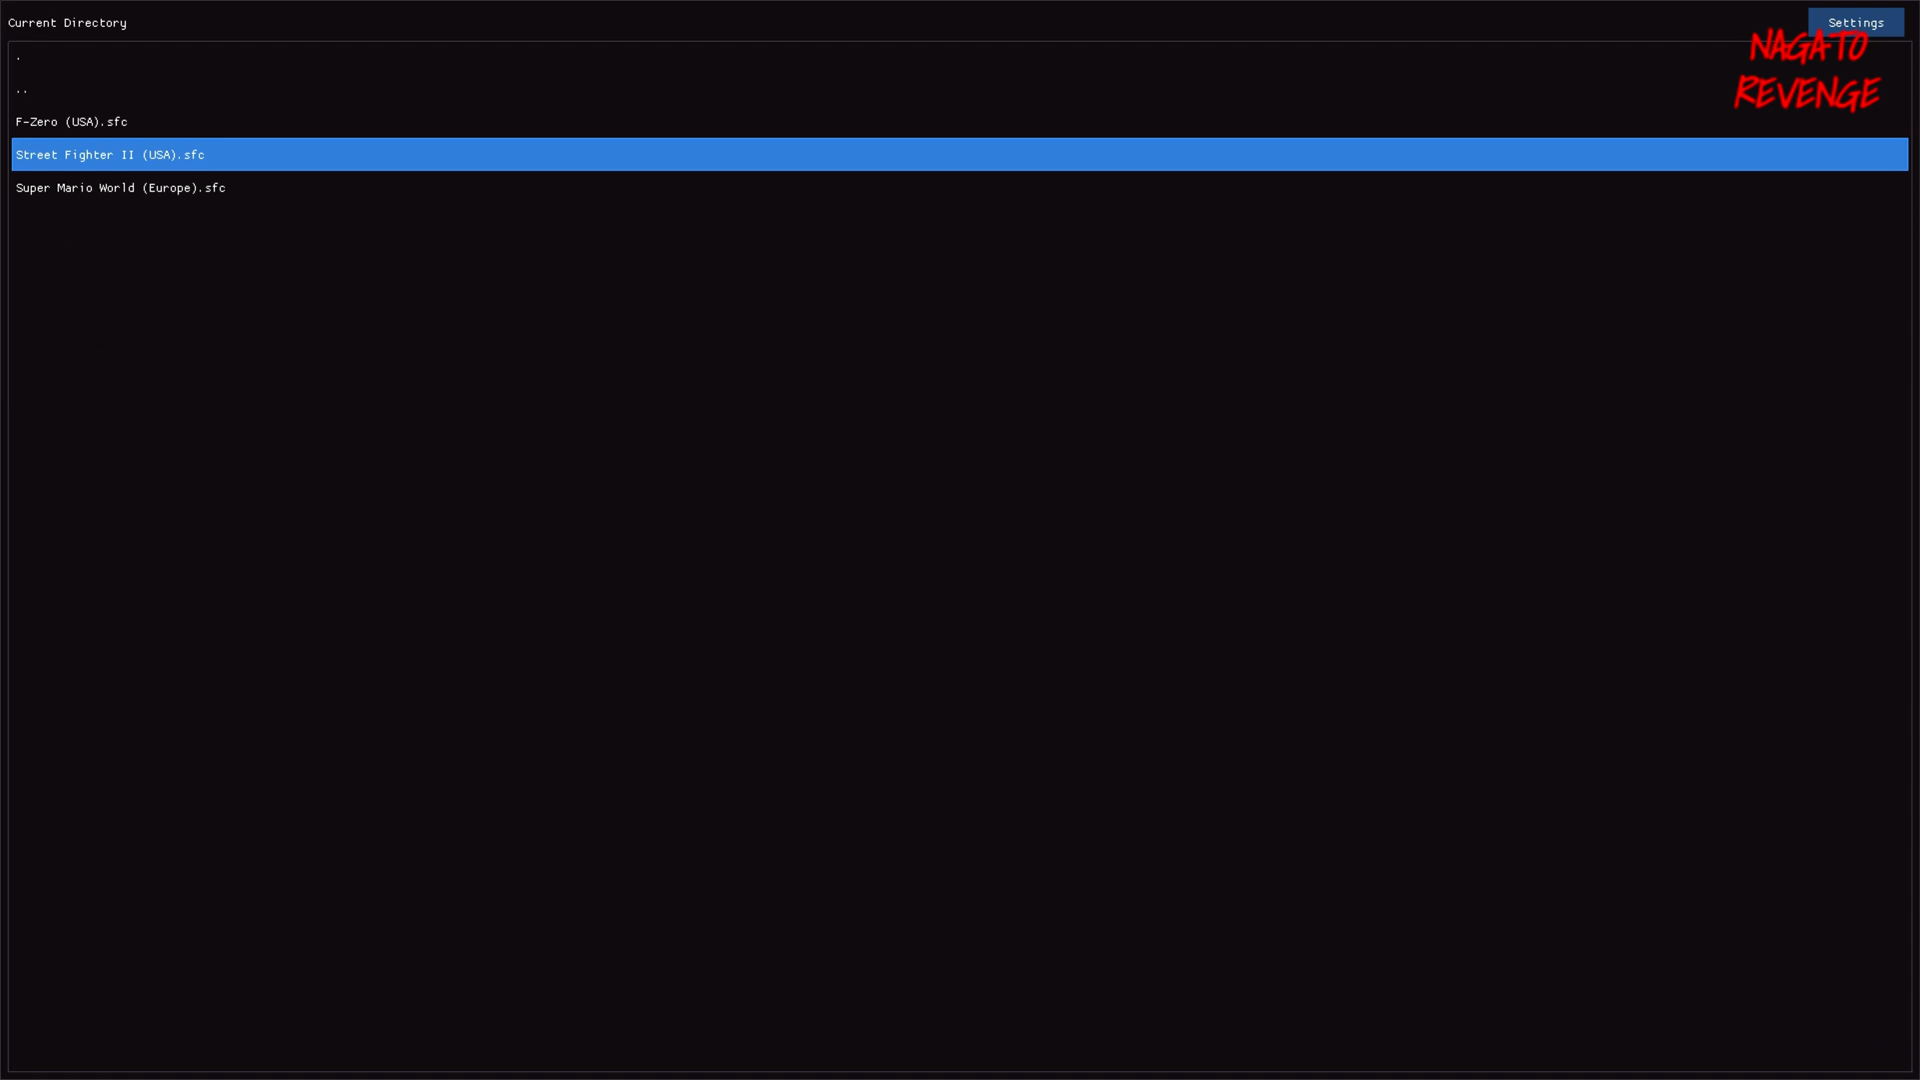 Current Directory
Settings
NAGATO
REVENGE
.
..
F-Zero (USA).sfc
Street Fighter II (USA).sfc
Super Mario World (Europe).sfc